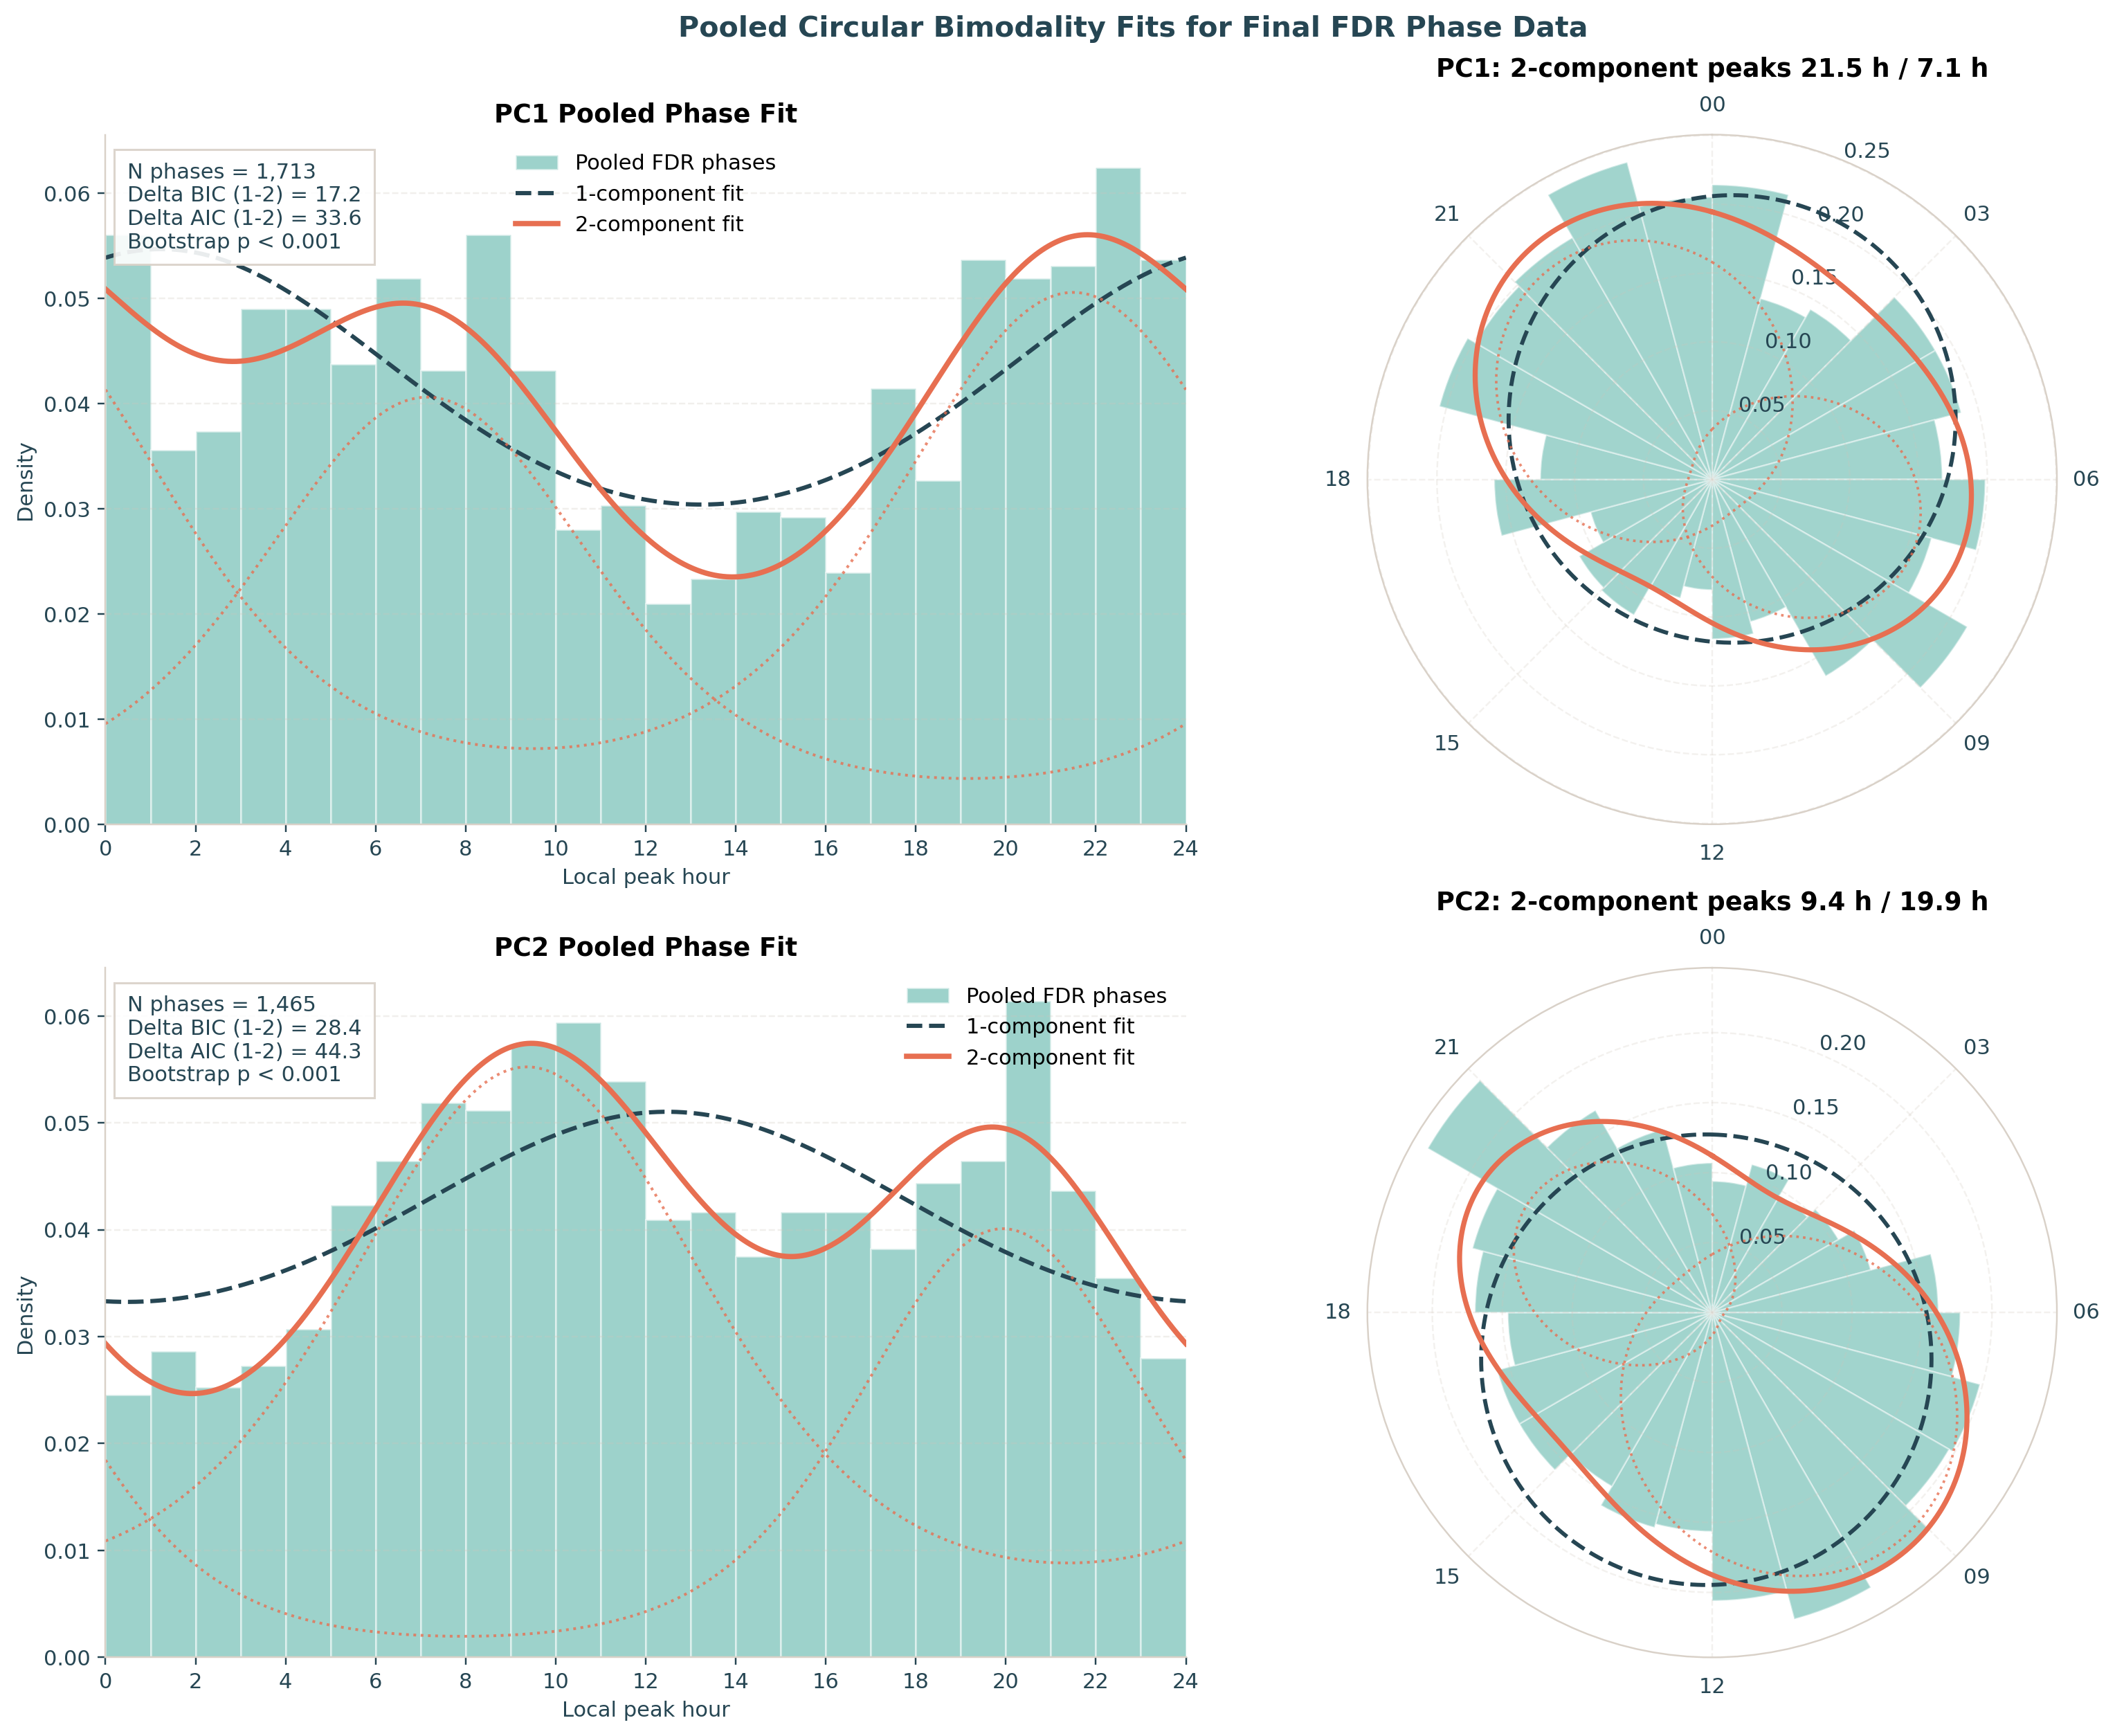 Pooled Circular Bimodality Fits for Final FDR Phase Data
PC1 Pooled Phase Fit
N phases = 1,713
Delta BIC (1-2) = 17.2
Delta AIC (1-2) = 33.6
Bootstrap p < 0.001
Pooled FDR phases
1-component fit
2-component fit
Density
0.06
0.05
0.04
0.03
0.02
0.01
0.00
0 2 4 6 8 10 12 14 16 18 20 22 24
Local peak hour
PC1: 2-component peaks 21.5 h / 7.1 h
00
03
06
09
12
15
18
21
0.25
0.20
0.15
0.10
0.05
PC2 Pooled Phase Fit
N phases = 1,465
Delta BIC (1-2) = 28.4
Delta AIC (1-2) = 44.3
Bootstrap p < 0.001
Pooled FDR phases
1-component fit
2-component fit
Density
0.06
0.05
0.04
0.03
0.02
0.01
0.00
0 2 4 6 8 10 12 14 16 18 20 22 24
Local peak hour
PC2: 2-component peaks 9.4 h / 19.9 h
00
03
06
09
12
15
18
21
0.20
0.15
0.10
0.05